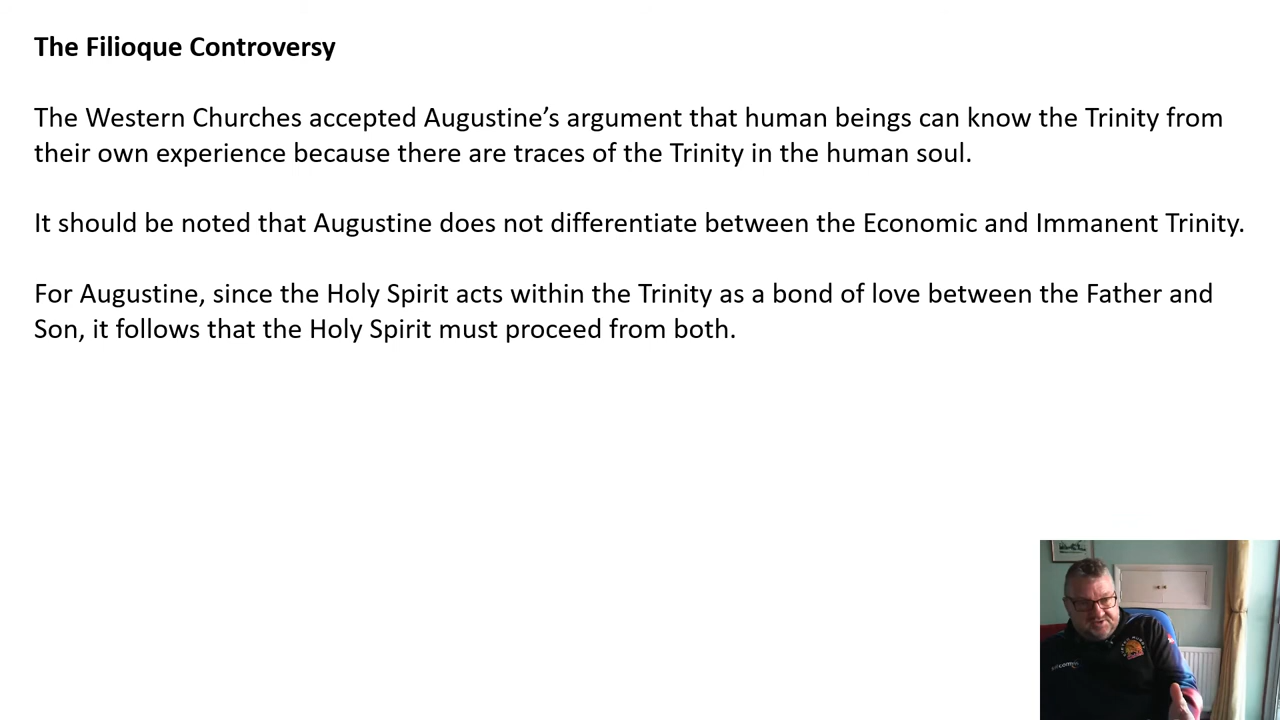 The Filioque Controversy
The Western Churches accepted Augustine’s argument that human beings can know the Trinity from
their own experience because there are traces of the Trinity in the human soul.
It should be noted that Augustine does not differentiate between the Economic and Immanent Trinity.
For Augustine, since the Holy Spirit acts within the Trinity as a bond of love between the Father and
Son, it follows that the Holy Spirit must proceed from both.